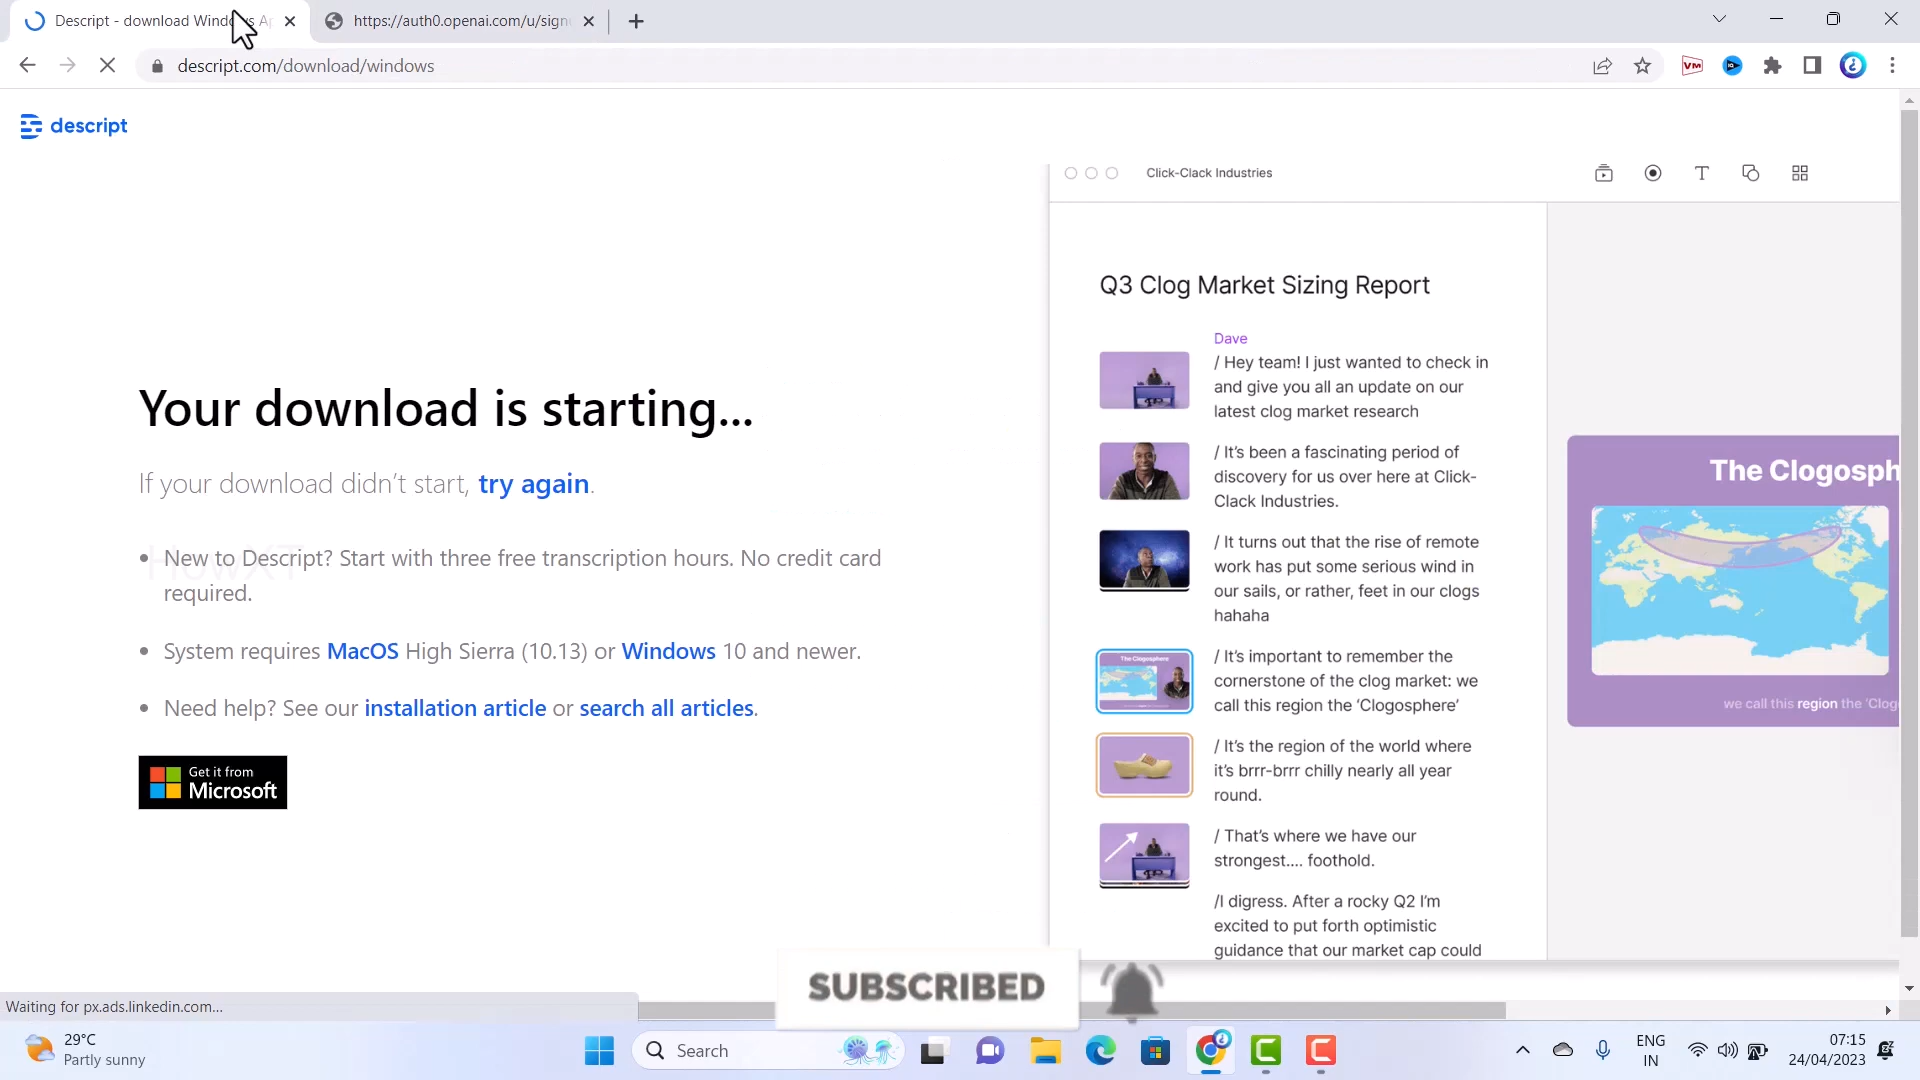 Descript - download Windows Ap
https://auth0.openai.com/u/sign
descript.com/download/windows
VM
descript
Click-Clack Industries
Q3 Clog Market Sizing Report
Dave
/ Hey team! I just wanted to check in
and give you all an update on our
latest clog market research
/ It's been a fascinating period of
discovery for us over here at Click-
Clack Industries.
/ It turns out that the rise of remote
work has put some serious wind in
our sails, or rather, feet in our clogs
hahaha
/ It's important to remember the
cornerstone of the clog market: we
call this region the 'Clogosphere'
/ It's the region of the world where
it's brrr-brrr chilly nearly all year
round.
/ That's where we have our
strongest.... foothold.
/I digress. After a rocky Q2 I'm
excited to put forth optimistic
guidance that our market cap could
The Clogosphere
The Clogosph
we call this region the 'Clog
Your download is starting...
If your download didn't start, try again.
HowXT
• New to Descript? Start with three free transcription hours. No credit card
required.
• System requires MacOS High Sierra (10.13) or Windows 10 and newer.
• Need help? See our installation article or search all articles.
Get it from
Microsoft
SUBSCRIBED
Waiting for px.ads.linkedin.com...
29°C
Partly sunny
Search
ENG
IN
07:15
24/04/2023